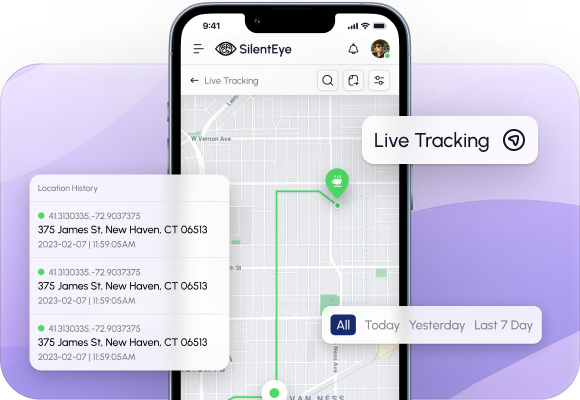 9:41
SilentEye
Live Tracking
W Vernon Ave
Live Tracking
Location History
41.3130335,-72.9037375
375 James St, New Haven, CT 06513
2023-02-07 | 11:59:05AM
41.3130335,-72.9037375
375 James St, New Haven, CT 06513
2023-02-07 | 11:59:05AM
41.3130335,-72.9037375
375 James St, New Haven, CT 06513
2023-02-07 | 11:59:05AM
h St
All Today Yesterday Last 7 Day
Ness Ave
VAN NESS